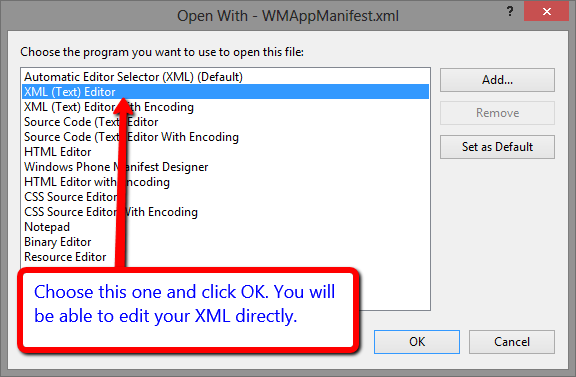 Open With - WMAppManifest.xml
?
Choose the program you want to use to open this file:
Automatic Editor Selector (XML) (Default)
XML (Text) Editor
XML (Text) Editor with Encoding
Source Code (Text) Editor
Source Code (Text) Editor With Encoding
HTML Editor
Windows Phone Manifest Designer
HTML Editor with Encoding
CSS Source Editor
CSS Source Editor With Encoding
Notepad
Binary Editor
Resource Editor
Add...
Remove
Set as Default
Choose this one and click OK. You will
be able to edit your XML directly.
OK
Cancel